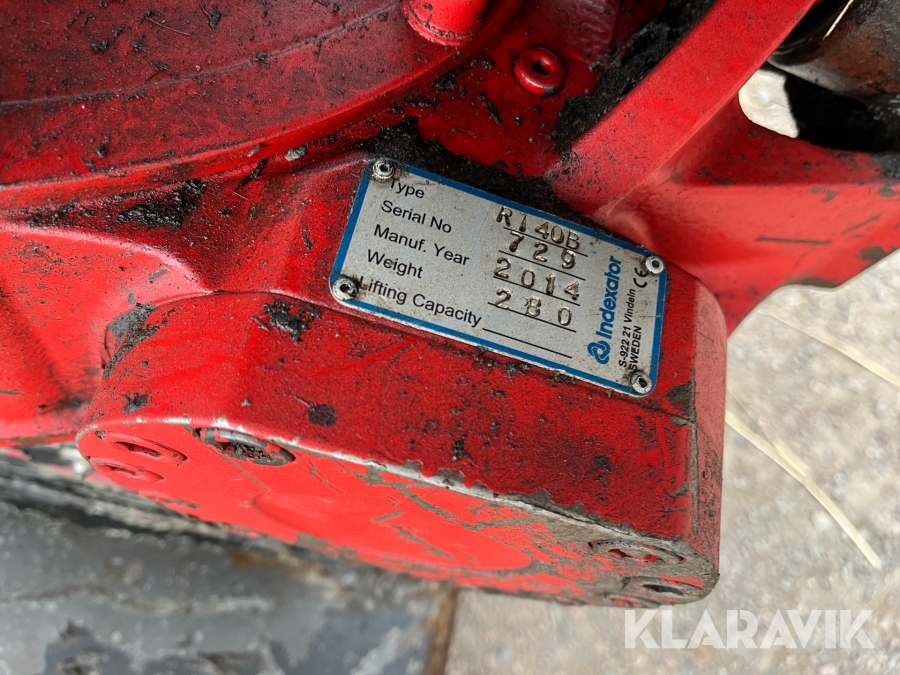 Type R140B
Serial No 729
Manuf. Year 2014
Weight 280
Lifting Capacity
Indexator
S-922 21 Vindeln CE
SWEDEN
KLARAVIK